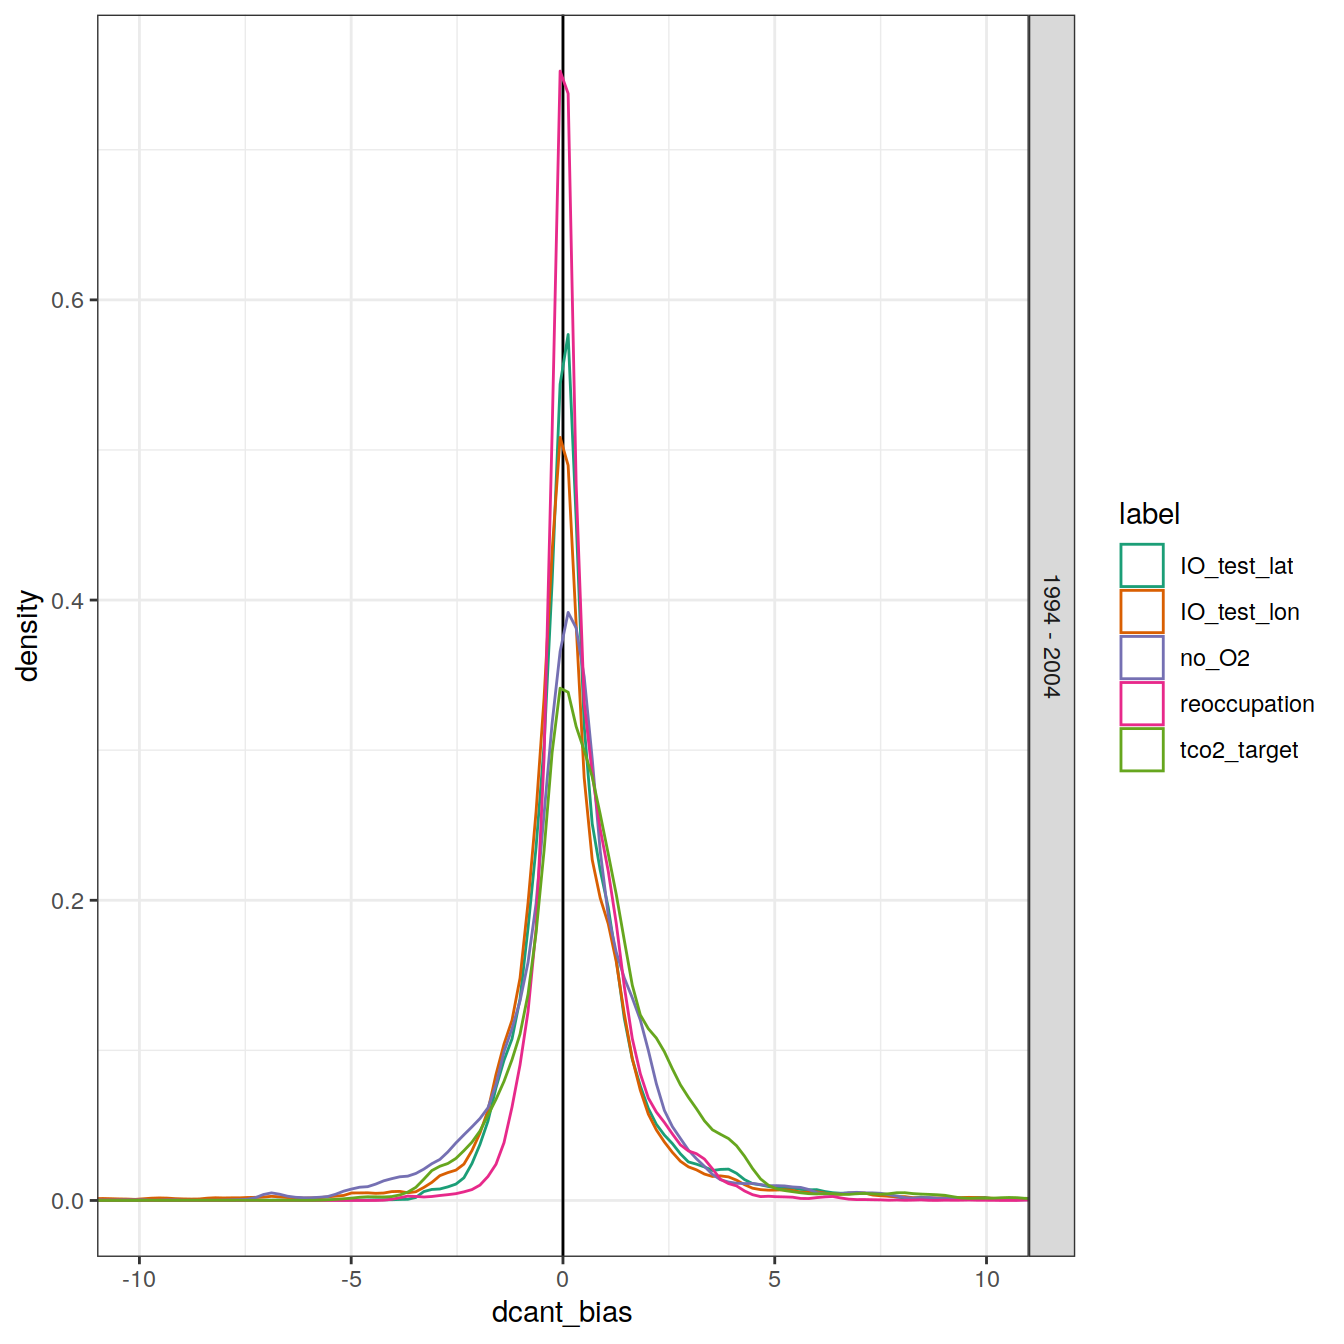 density
0.6
0.4
0.2
0.0
-10
-5
0
5
10
dcant_bias
1994 - 2004
label
IO_test_lat
IO_test_lon
no_O2
reoccupation
tco2_target